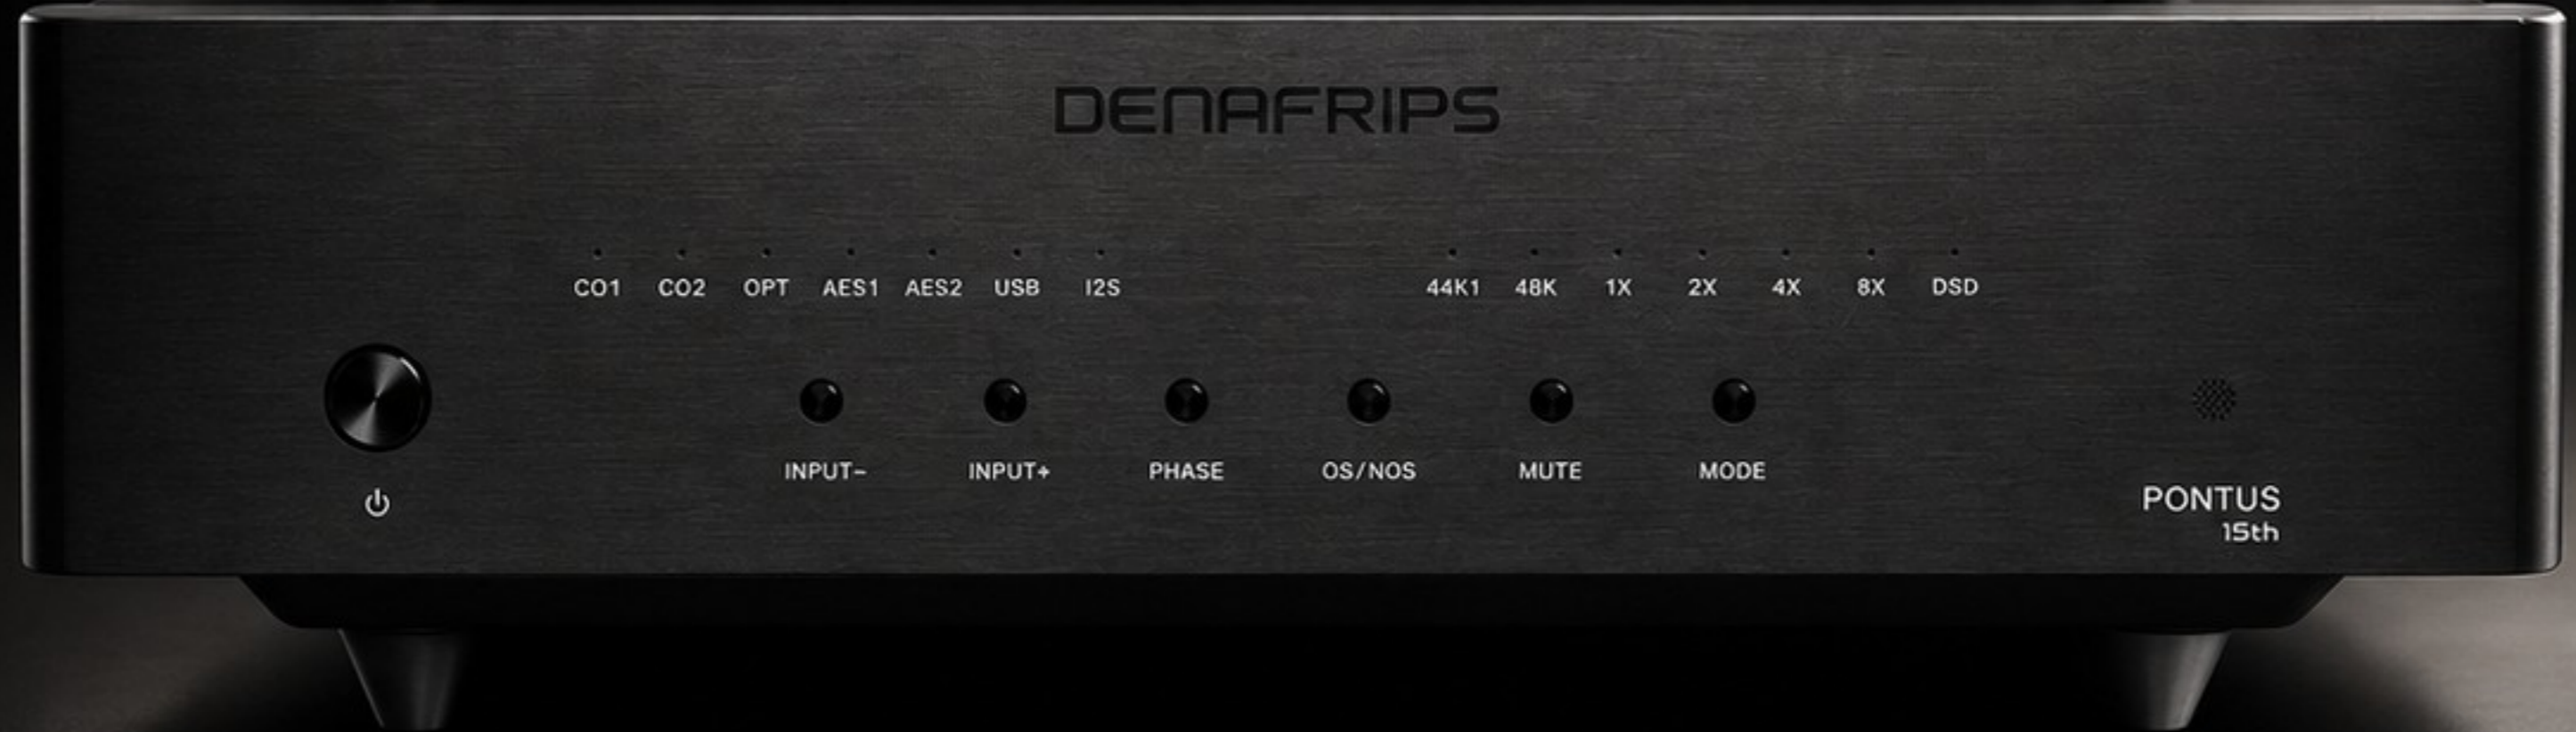 DENAFRIPS
CO1 CO2 OPT AES1 AES2 USB I2S 44K1 48K 1X 2X 4X 8X DSD
INPUT- INPUT+ PHASE OS/NOS MUTE MODE
PONTUS
15th